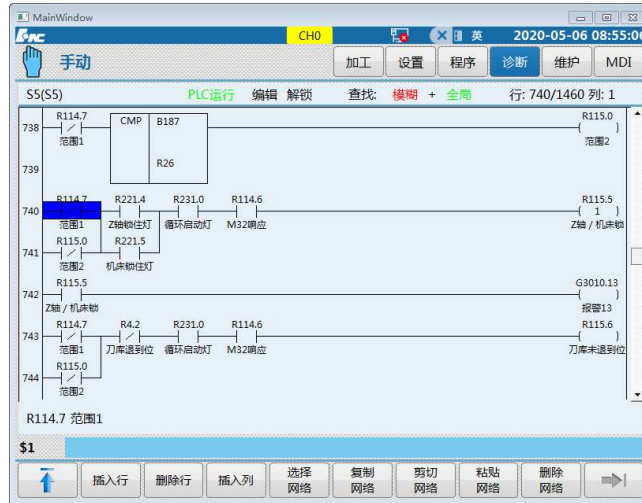 MainWindow
CH0 英 2020-05-06 08:55:06
手动 加工 设置 程序 诊断 维护 MDI
S5(S5) PLC运行 编辑 解锁 查找: 模糊 + 全局 行: 740/1460 列: 1
R114.7 CMP B187 R115.0
738
范围1 范围2
R26
739
R114.7 R221.4 R231.0 R114.6 R115.5
740 ( 1 )
范围1 Z轴锁住灯 循环启动灯 M32响应 Z轴 / 机床锁
R115.0 R221.5
741
范围2 机床锁住灯
R115.5 G3010.13
742
Z轴 / 机床锁 报警13
R114.7 R4.2 R231.0 R114.6 R115.6
743
范围1 刀库退到位 循环启动灯 M32响应 刀库未退到位
R115.0
744
范围2
R114.7 范围1
$1
插入行 删除行 插入列 选择网络 复制网络 剪切网络 粘贴网络 删除网络